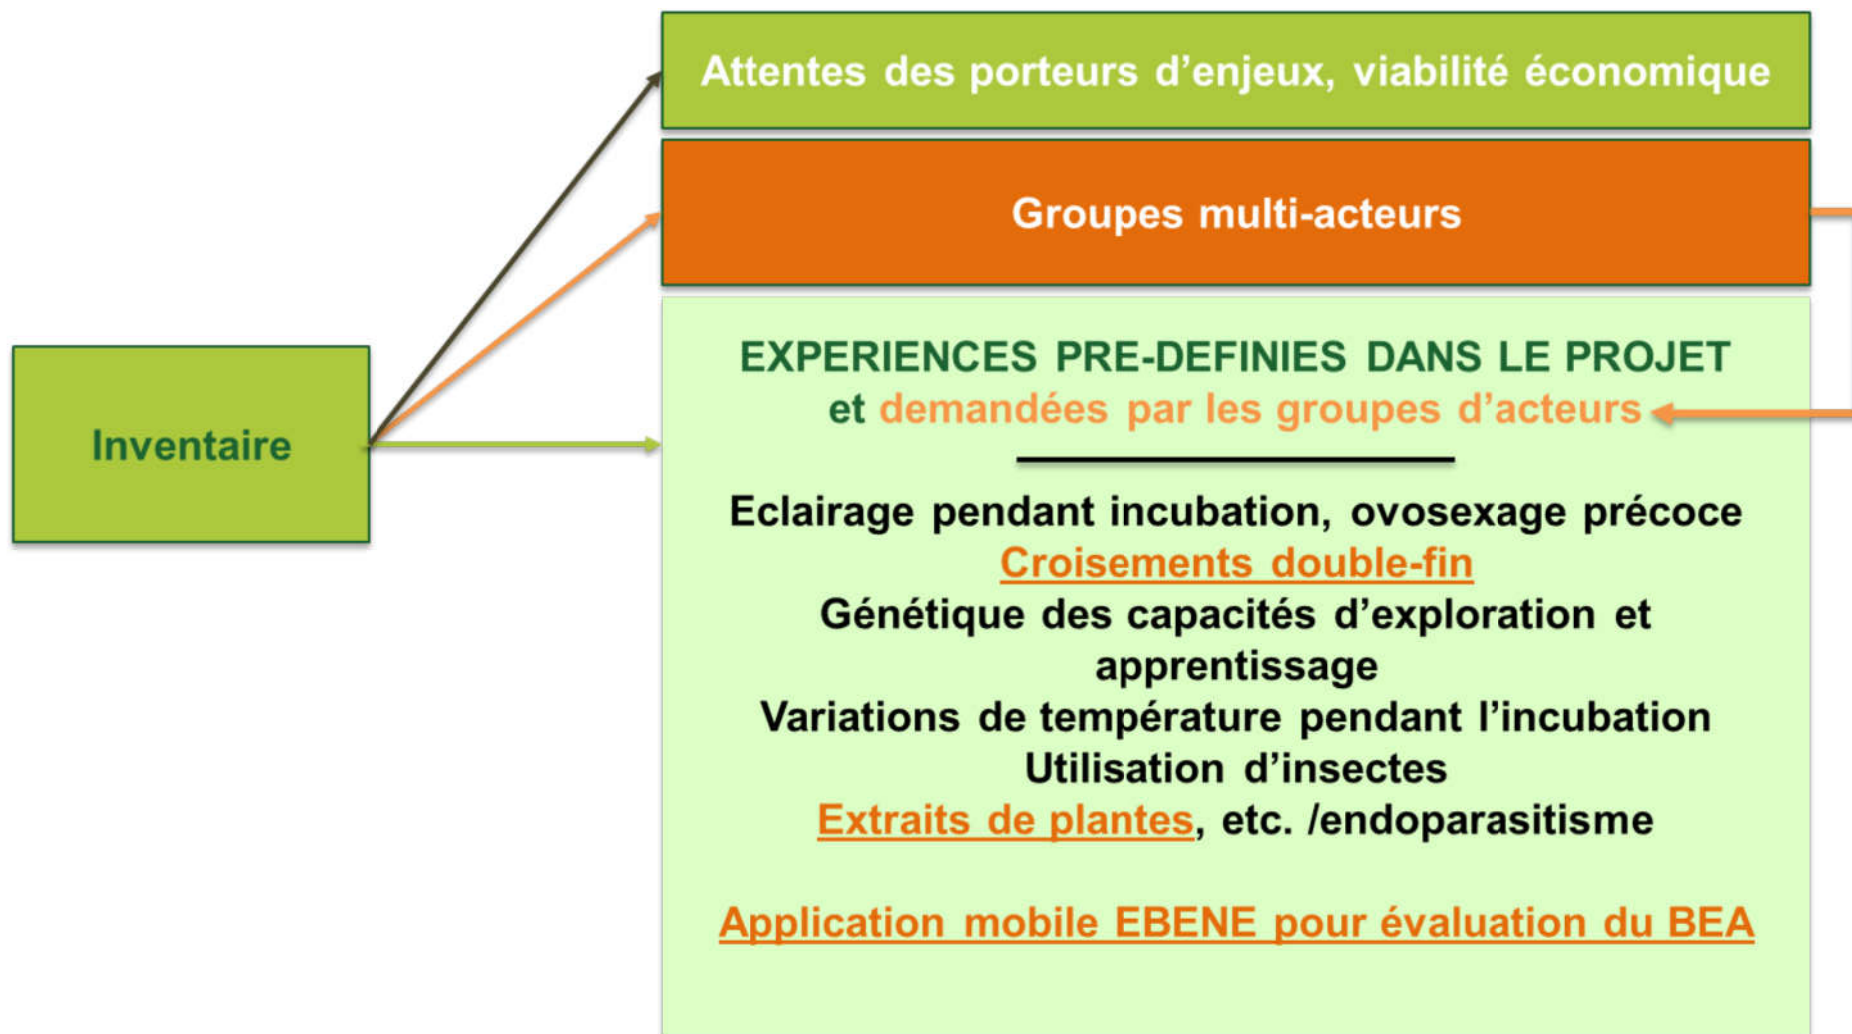 Attentes des porteurs d’enjeux, viabilité économique
Groupes multi-acteurs
Inventaire
EXPERIENCES PRE-DEFINIES DANS LE PROJET
et demandées par les groupes d’acteurs
Eclairage pendant incubation, ovosexage précoce
Croisements double-fin
Génétique des capacités d’exploration et
apprentissage
Variations de température pendant l’incubation
Utilisation d’insectes
Extraits de plantes, etc. /endoparasitisme
Application mobile EBENE pour évaluation du BEA